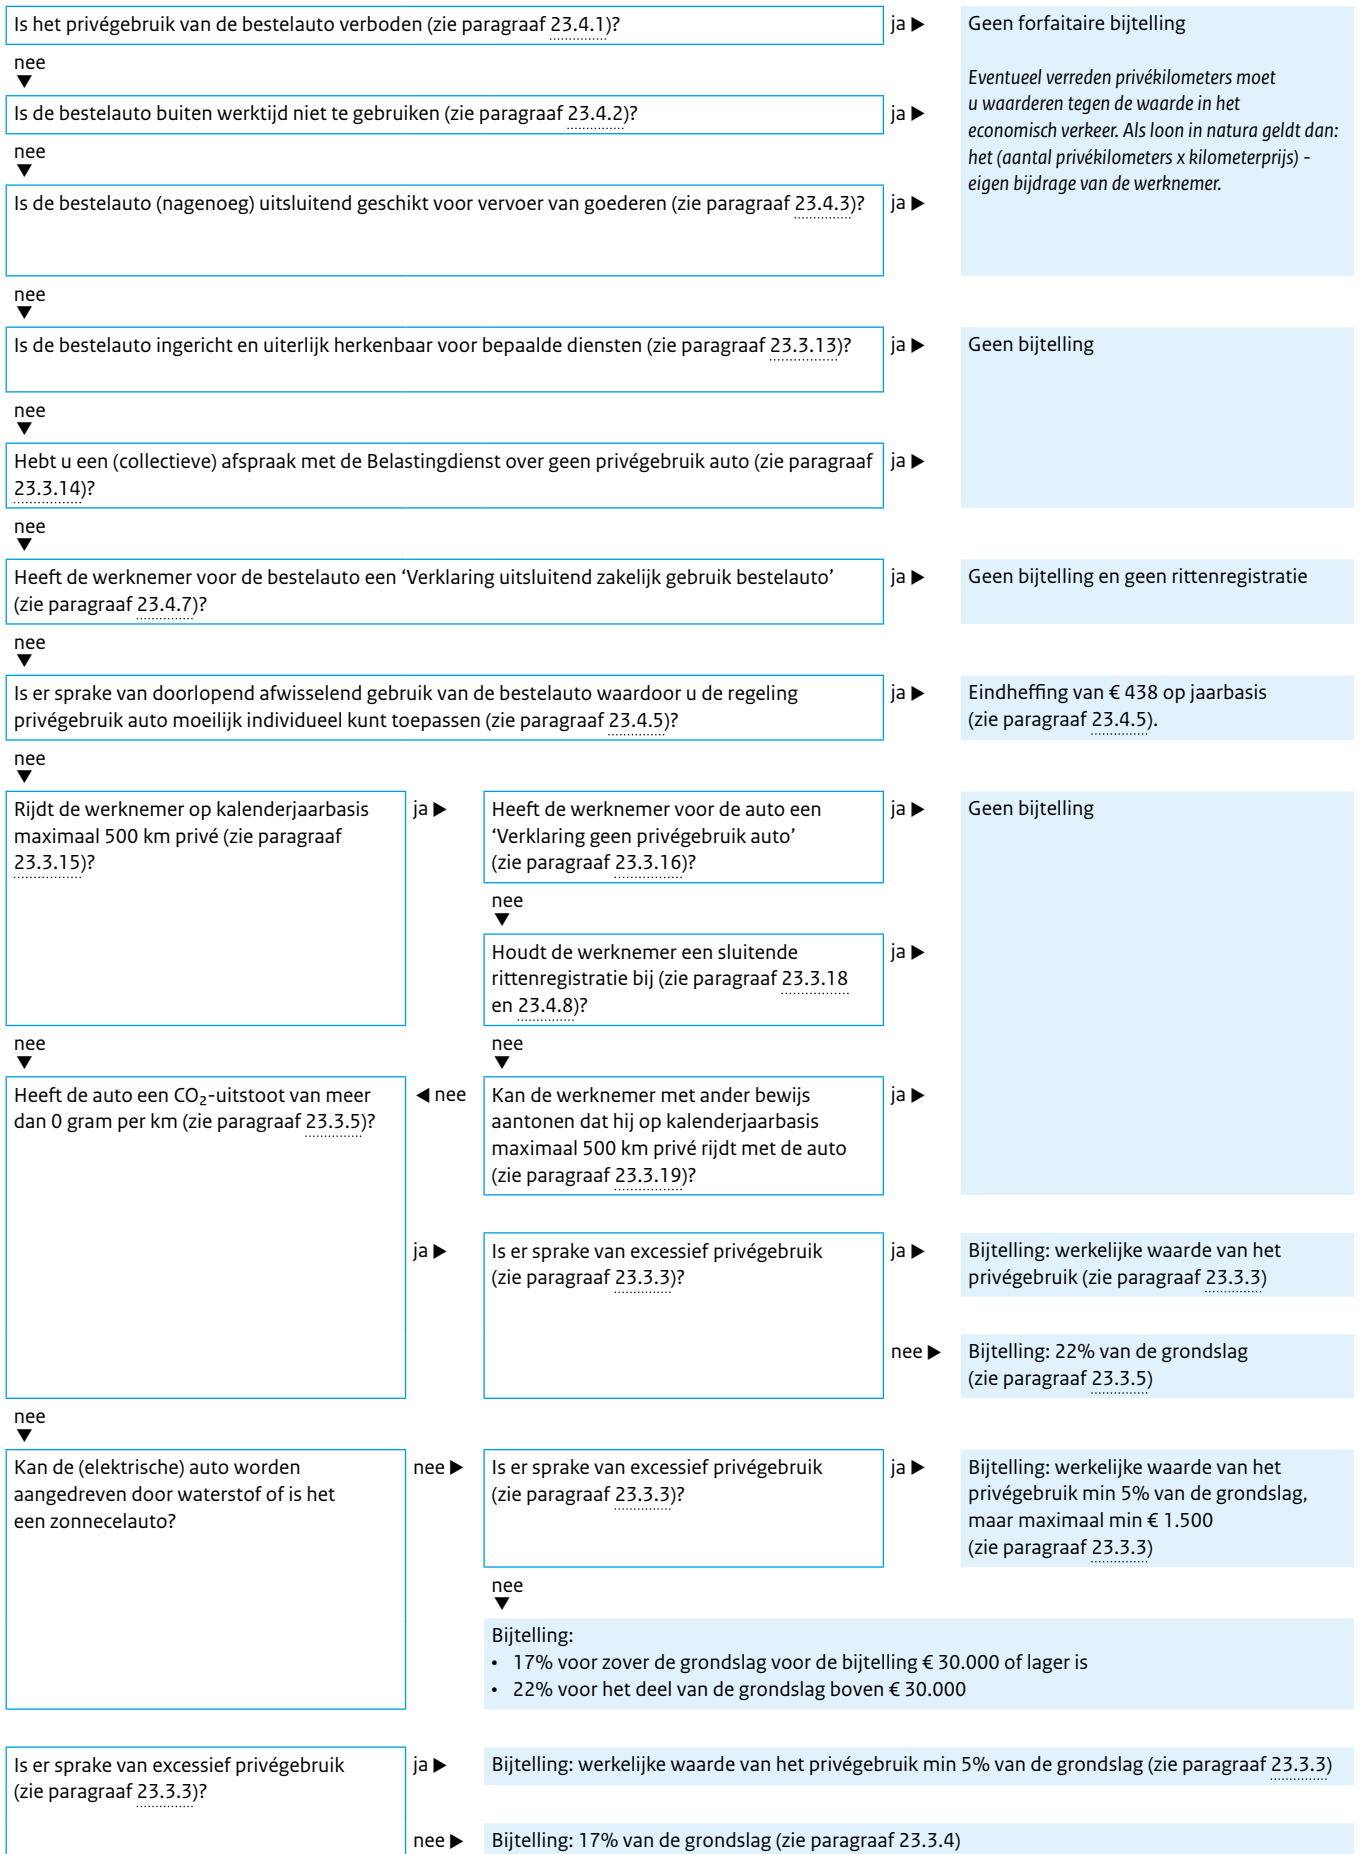 Is het privégebruik van de bestelauto verboden (zie paragraaf 23.4.1)?
ja ▶
Geen forfaitaire bijtelling
Eventueel verreden privékilometers moet
u waarderen tegen de waarde in het
economisch verkeer. Als loon in natura geldt dan:
het (aantal privékilometers x kilometerprijs) -
eigen bijdrage van de werknemer.
nee
▼
Is de bestelauto buiten werktijd niet te gebruiken (zie paragraaf 23.4.2)?
ja ▶
nee
▼
Is de bestelauto (nagenoeg) uitsluitend geschikt voor vervoer van goederen (zie paragraaf 23.4.3)?
ja ▶
nee
▼
Is de bestelauto ingericht en uiterlijk herkenbaar voor bepaalde diensten (zie paragraaf 23.3.13)?
ja ▶
Geen bijtelling
nee
▼
Hebt u een (collectieve) afspraak met de Belastingdienst over geen privégebruik auto (zie paragraaf
23.3.14)?
ja ▶
nee
▼
Heeft de werknemer voor de bestelauto een ‘Verklaring uitsluitend zakelijk gebruik bestelauto’
(zie paragraaf 23.4.7)?
ja ▶
Geen bijtelling en geen rittenregistratie
nee
▼
Is er sprake van doorlopend afwisselend gebruik van de bestelauto waardoor u de regeling
privégebruik auto moeilijk individueel kunt toepassen (zie paragraaf 23.4.5)?
ja ▶
Eindheffing van € 438 op jaarbasis
(zie paragraaf 23.4.5).
nee
▼
Rijdt de werknemer op kalenderjaarbasis
maximaal 500 km privé (zie paragraaf
23.3.15)?
ja ▶
Heeft de werknemer voor de auto een
‘Verklaring geen privégebruik auto’
(zie paragraaf 23.3.16)?
ja ▶
Geen bijtelling
nee
▼
Houdt de werknemer een sluitende
rittenregistratie bij (zie paragraaf 23.3.18
en 23.4.8)?
ja ▶
nee
▼
nee
▼
Heeft de auto een CO₂-uitstoot van meer
dan 0 gram per km (zie paragraaf 23.3.5)?
◀ nee
Kan de werknemer met ander bewijs
aantonen dat hij op kalenderjaarbasis
maximaal 500 km privé rijdt met de auto
(zie paragraaf 23.3.19)?
ja ▶
ja ▶
Is er sprake van excessief privégebruik
(zie paragraaf 23.3.3)?
ja ▶
Bijtelling: werkelijke waarde van het
privégebruik (zie paragraaf 23.3.3)
nee ▶
Bijtelling: 22% van de grondslag
(zie paragraaf 23.3.5)
nee
▼
Kan de (elektrische) auto worden
aangedreven door waterstof of is het
een zonnecelauto?
nee ▶
Is er sprake van excessief privégebruik
(zie paragraaf 23.3.3)?
ja ▶
Bijtelling: werkelijke waarde van het
privégebruik min 5% van de grondslag,
maar maximaal min € 1.500
(zie paragraaf 23.3.3)
nee
▼
Bijtelling:
• 17% voor zover de grondslag voor de bijtelling € 30.000 of lager is
• 22% voor het deel van de grondslag boven € 30.000
Is er sprake van excessief privégebruik
(zie paragraaf 23.3.3)?
ja ▶
Bijtelling: werkelijke waarde van het privégebruik min 5% van de grondslag (zie paragraaf 23.3.3)
nee ▶
Bijtelling: 17% van de grondslag (zie paragraaf 23.3.4)